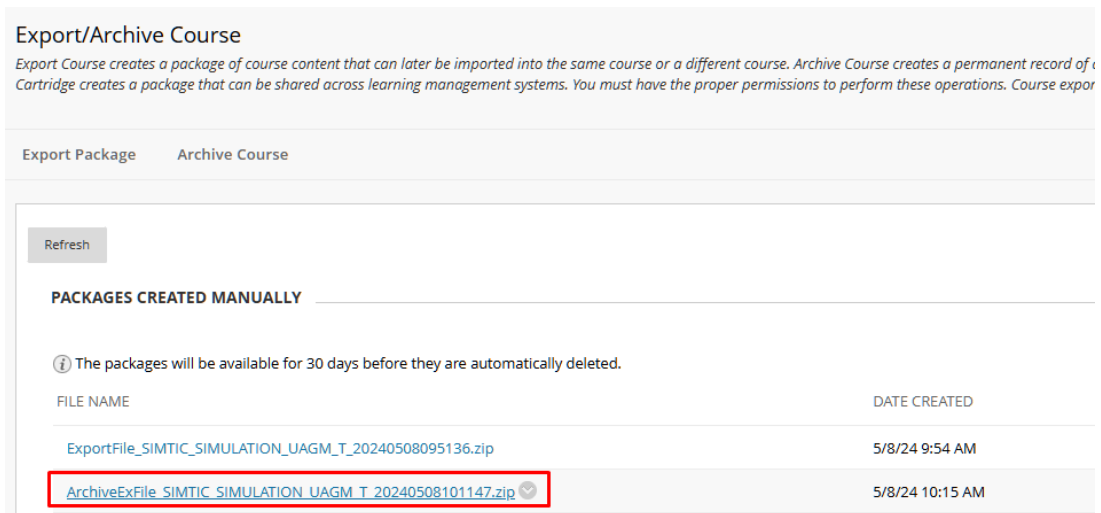 Export/Archive Course
Export Course creates a package of course content that can later be imported into the same course or a different course. Archive Course creates a permanent record of
Cartridge creates a package that can be shared across learning management systems. You must have the proper permissions to perform these operations. Course expor
Export Package Archive Course
Refresh
PACKAGES CREATED MANUALLY
The packages will be available for 30 days before they are automatically deleted.
FILE NAME DATE CREATED
ExportFile_SIMTIC_SIMULATION_UAGM_T_20240508095136.zip 5/8/24 9:54 AM
ArchiveExFile_SIMTIC_SIMULATION_UAGM_T_20240508101147.zip 5/8/24 10:15 AM